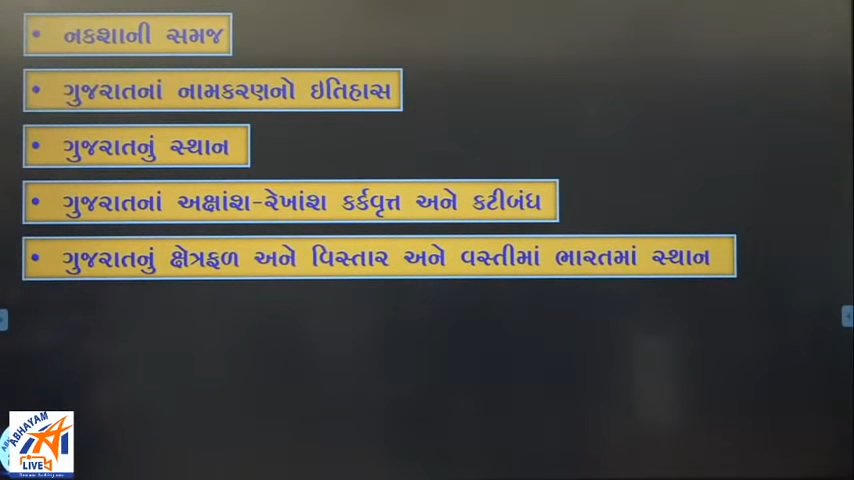 • નકશાની સમજ
• ગુજરાતનાં નામકરણનો ઈતિહાસ
• ગુજરાતનું સ્થાન
• ગુજરાતનાં અક્ષાંશ-રેખાંશ કર્કવૃત્ત અને કટીબંધ
• ગુજરાતનું ક્ષેત્રફળ અને વિસ્તાર અને વસ્તીમાં ભારતમાં સ્થાન
ABHAYAM
LIVE